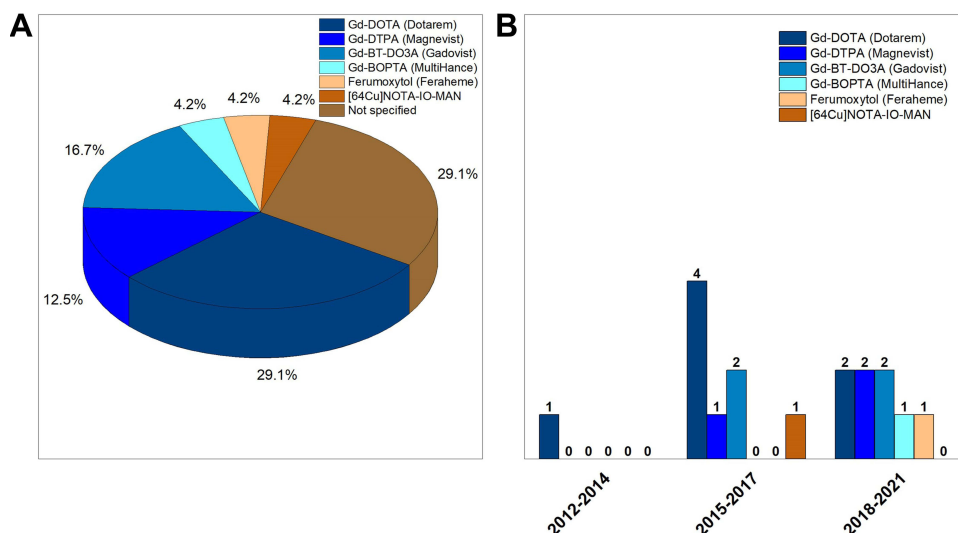 A
Gd-DOTA (Dotarem)
Gd-DTPA (Magnevist)
Gd-BT-DO3A (Gadovist)
Gd-BOPTA (MultiHance)
Ferumoxytol (Feraheme)
[64Cu]NOTA-IO-MAN
Not specified
4.2% 4.2% 4.2%
16.7%
29.1%
12.5%
29.1%
B
Gd-DOTA (Dotarem)
Gd-DTPA (Magnevist)
Gd-BT-DO3A (Gadovist)
Gd-BOPTA (MultiHance)
Ferumoxytol (Feraheme)
[64Cu]NOTA-IO-MAN
1 0 0 0 0 0
4 1 2 0 0 1
2 2 2 1 1 0
2012-2014
2015-2017
2018-2021